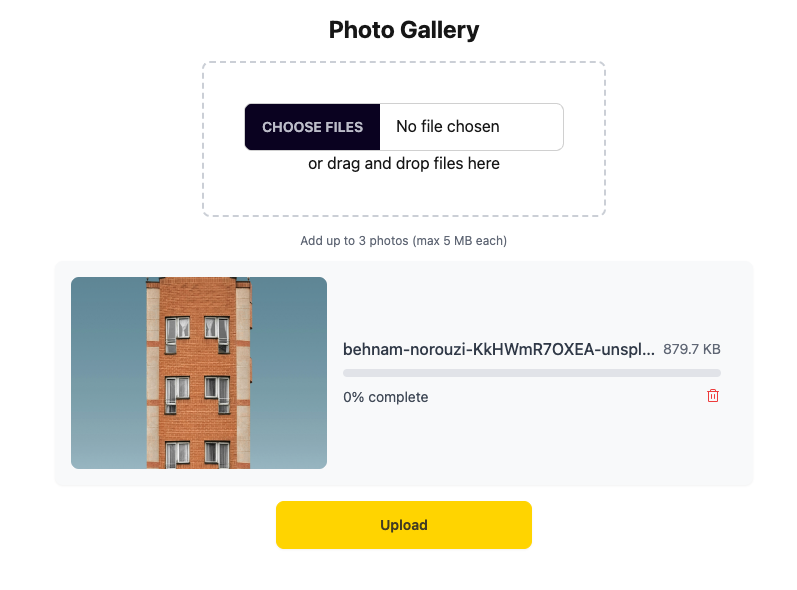 Photo Gallery
CHOOSE FILES No file chosen
or drag and drop files here
Add up to 3 photos (max 5 MB each)
behnam-norouzi-KkHWmR7OXEA-unspl... 879.7 KB
0% complete
Upload